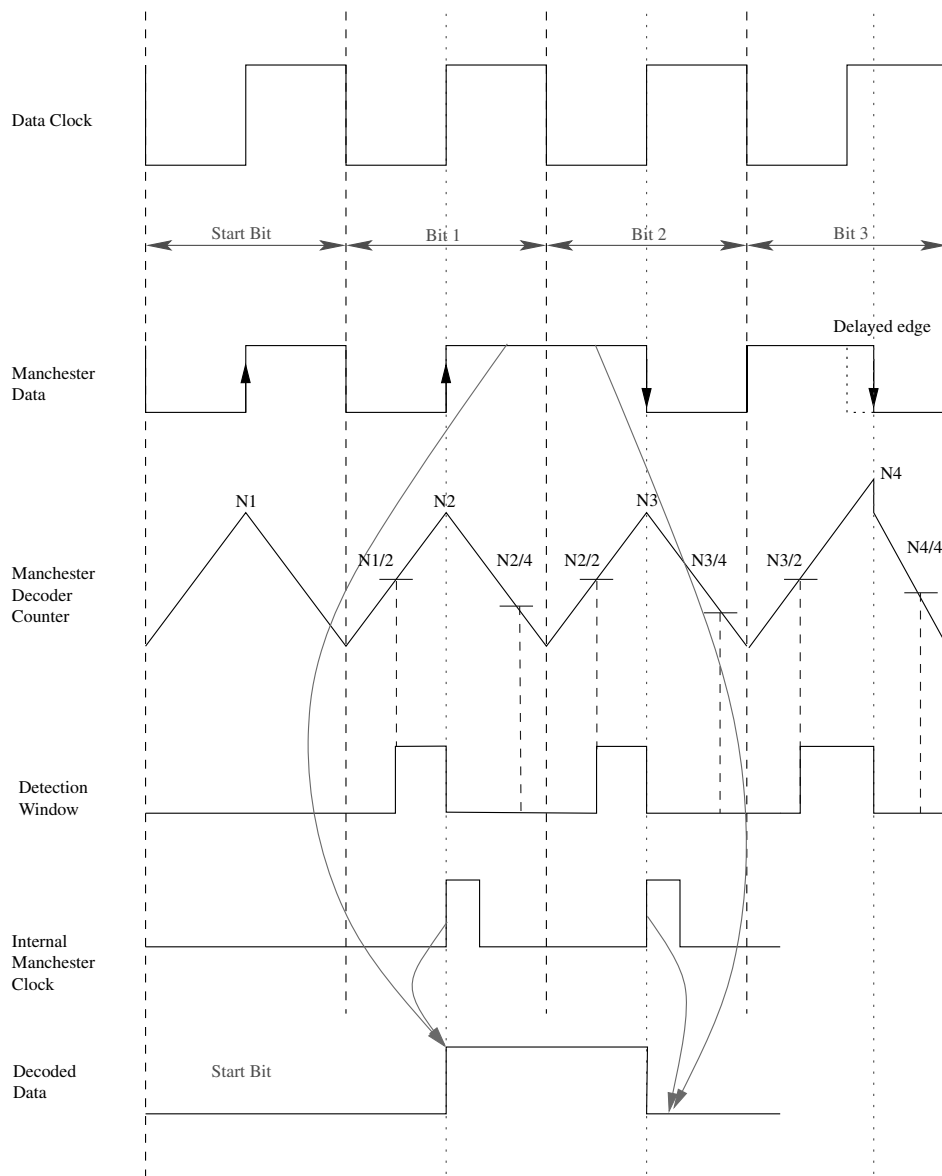 Data Clock
Start Bit
Bit 1
Bit 2
Bit 3
Delayed edge
Manchester
Data
N1
N2
N3
N4
N1/2
N2/4
N2/2
N3/4
N3/2
N4/4
Manchester
Decoder
Counter
Detection
Window
Internal
Manchester
Clock
Decoded
Data
Start Bit